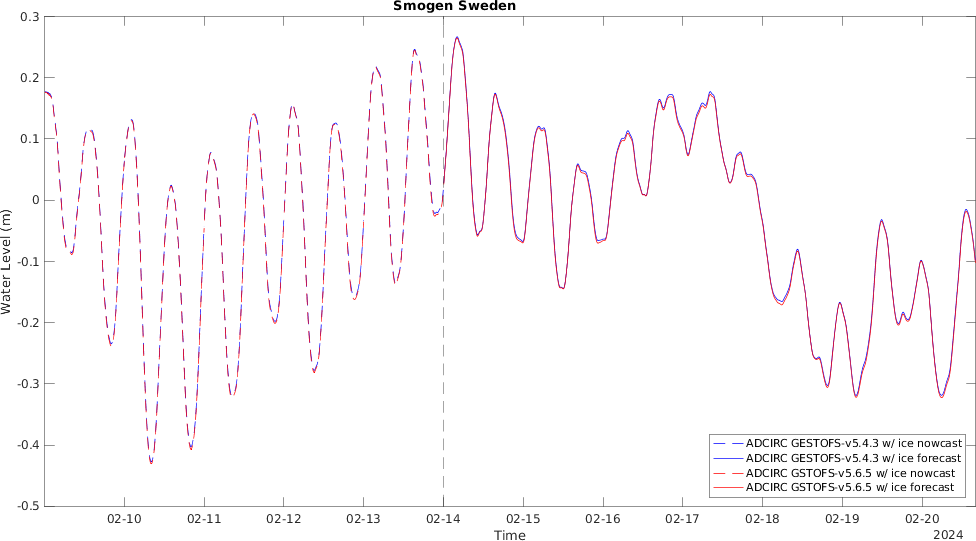 Smogen Sweden
0.3
0.2
0.1
0
-0.1
-0.2
-0.3
-0.4
-0.5
Water Level (m)
ADCIRC GESTOFS-v5.4.3 w/ ice nowcast
ADCIRC GESTOFS-v5.4.3 w/ ice forecast
ADCIRC GSTOFS-v5.6.5 w/ ice nowcast
ADCIRC GSTOFS-v5.6.5 w/ ice forecast
02-10 02-11 02-12 02-13 02-14 02-15 02-16 02-17 02-18 02-19 02-20
Time
2024